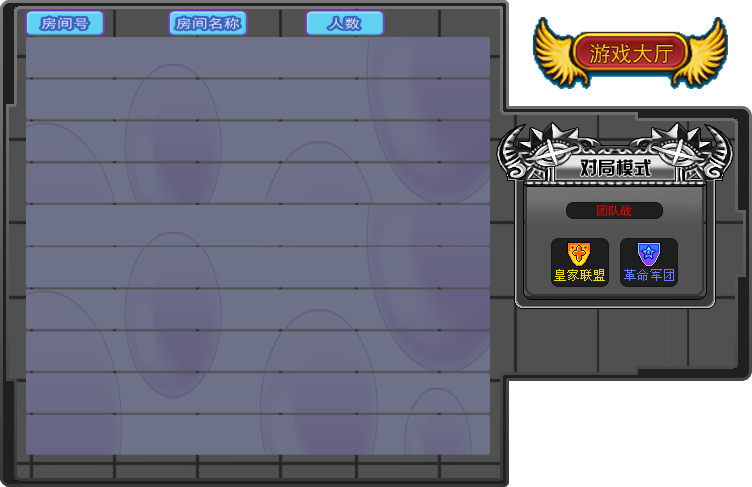 房间号 房间名称 人数
游戏大厅
对局模式
团队战
皇家联盟 革命军团